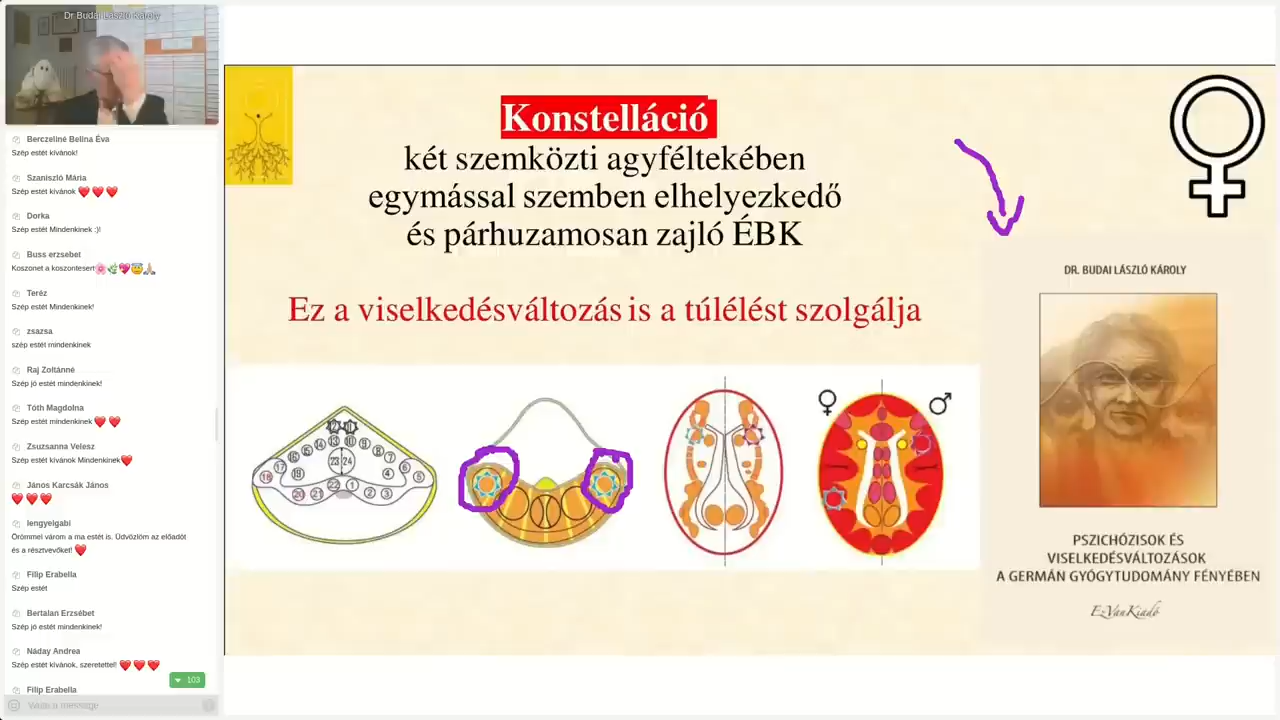 Dr Budai László Károly
Berczeliné Belina Éva
Szép estét kívánok!
Szaniszló Mária
Szép estét kívánok ❤️ ❤️ ❤️
Dorka
Szép estét Mindenkinek :)!
Buss erzsebet
Koszonet a koszontesert🌸🌿💖😇🙏🏼
Teréz
Szép estét Mindenkinek!
zsazsa
szép estét mindenkinek
Raj Zoltánné
Szép jó estét mindenkinek!
Tóth Magdolna
Szép estét mindenkinek ❤️ ❤️
Zsuzsanna Velesz
Szép estét kívánok Mindenkinek❤️
János Karcsák János
❤️ ❤️ ❤️
lengyelgabi
Örömmel várom a ma estét is. Üdvözlöm az előadót
és a résztvevőket! ❤️
Filip Erabella
Szép estét
Bertalan Erzsébet
Szép jó estét mindenkinek!
Náday Andrea
Szép estét kívánok, szeretettel! ❤️ ❤️ ❤️
103
Filip Erabella
Konstelláció
két szemközti agyféltekében
egymással szemben elhelyezkedő
és párhuzamosan zajló ÉBK
Ez a viselkedésváltozás is a túlélést szolgálja
♀ ♂
DR. BUDAI LÁSZLÓ KÁROLY
PSZICHÓZISOK ÉS
VISELKEDÉSVÁLTOZÁSOK
A GERMÁN GYÓGYTUDOMÁNY FÉNYÉBEN
EzVanKiadó